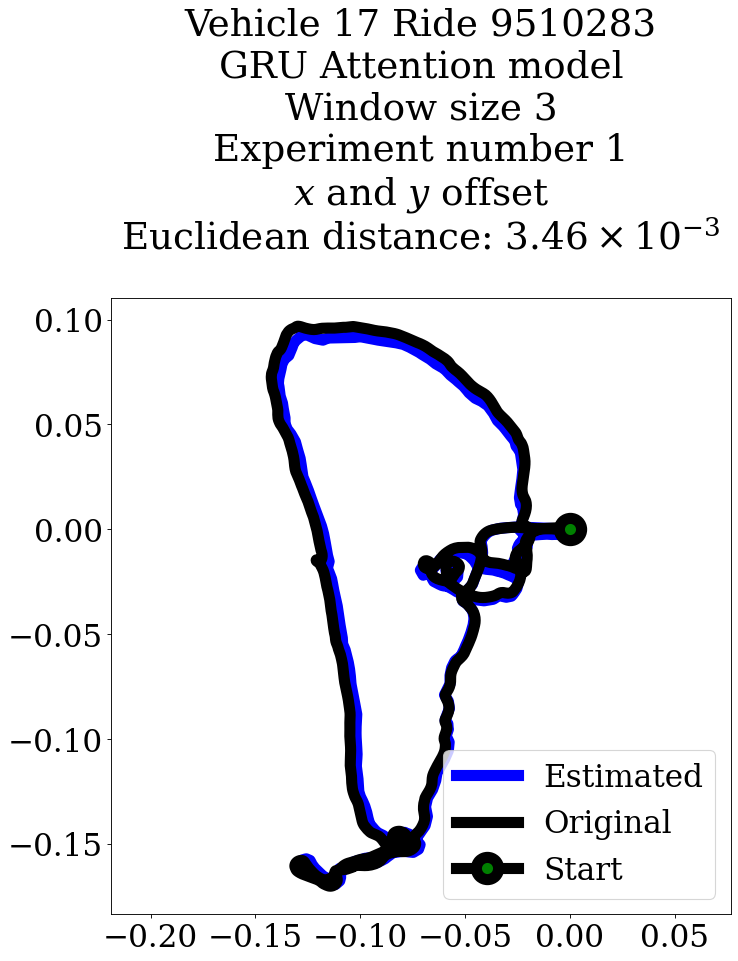 Vehicle 17 Ride 9510283
GRU Attention model
Window size 3
Experiment number 1
x and y offset
Euclidean distance: 3.46 × 10⁻³
0.10
0.05
0.00
−0.05
−0.10
−0.15
Estimated
Original
Start
−0.20 −0.15 −0.10 −0.05 0.00 0.05